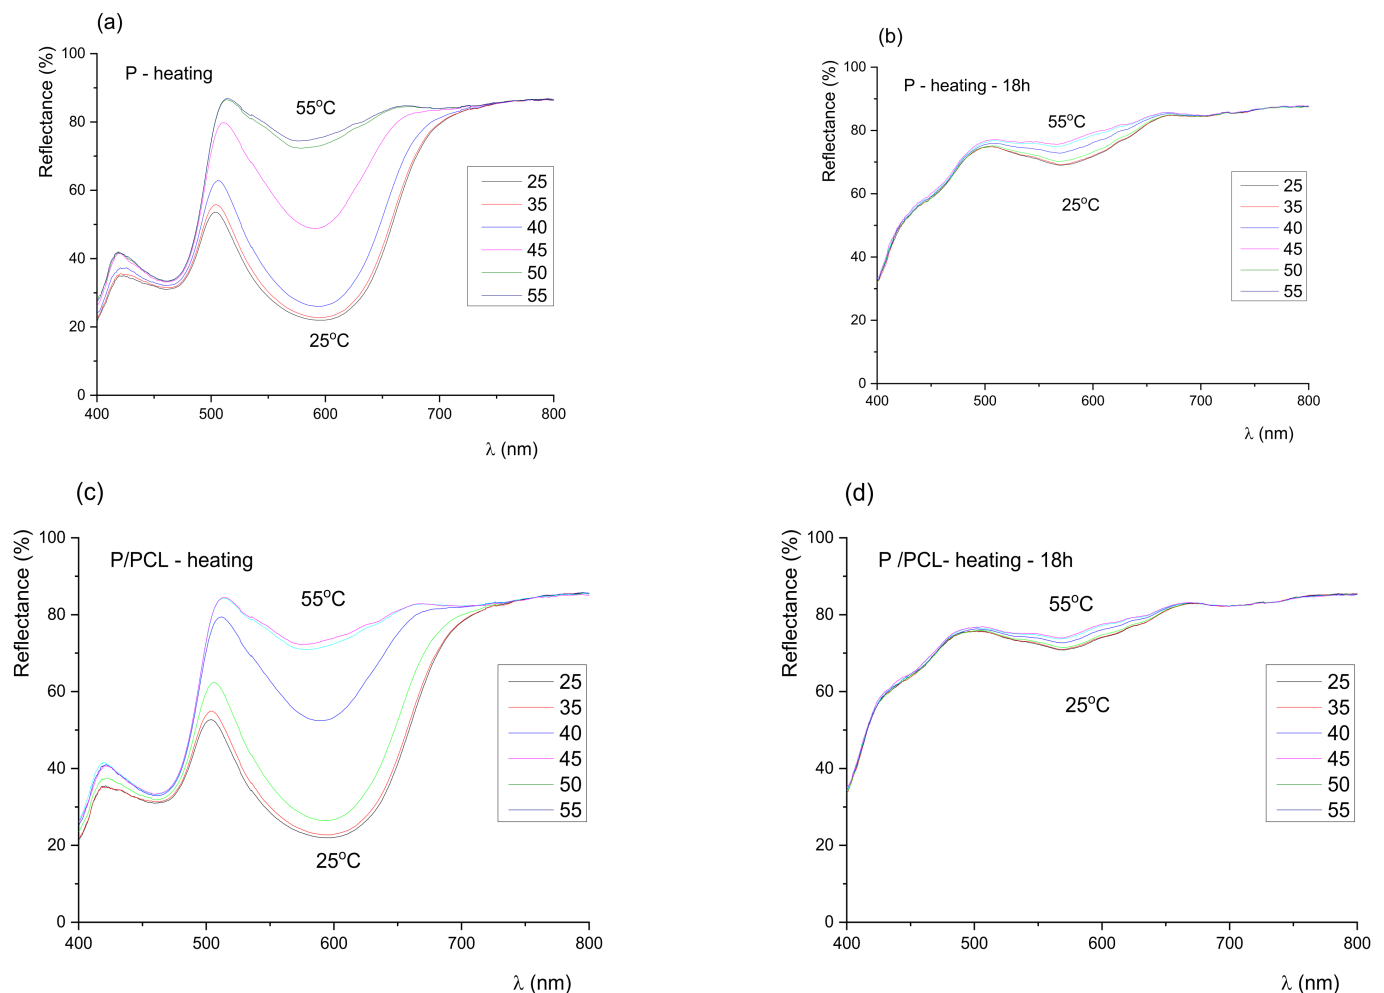 (a)
Reflectance (%)
P - heating
55°C
25°C
100
80
60
40
20
0
400
500
600
700
800
λ (nm)
25
35
40
45
50
55
(b)
Reflectance (%)
P - heating - 18h
55°C
25°C
100
80
60
40
20
0
400
500
600
700
800
λ (nm)
25
35
40
45
50
55
(c)
Reflectance (%)
P/PCL - heating
55°C
25°C
100
80
60
40
20
0
400
500
600
700
800
λ (nm)
25
35
40
45
50
55
(d)
Reflectance (%)
P /PCL- heating - 18h
55°C
25°C
100
80
60
40
20
0
400
500
600
700
800
λ (nm)
25
35
40
45
50
55